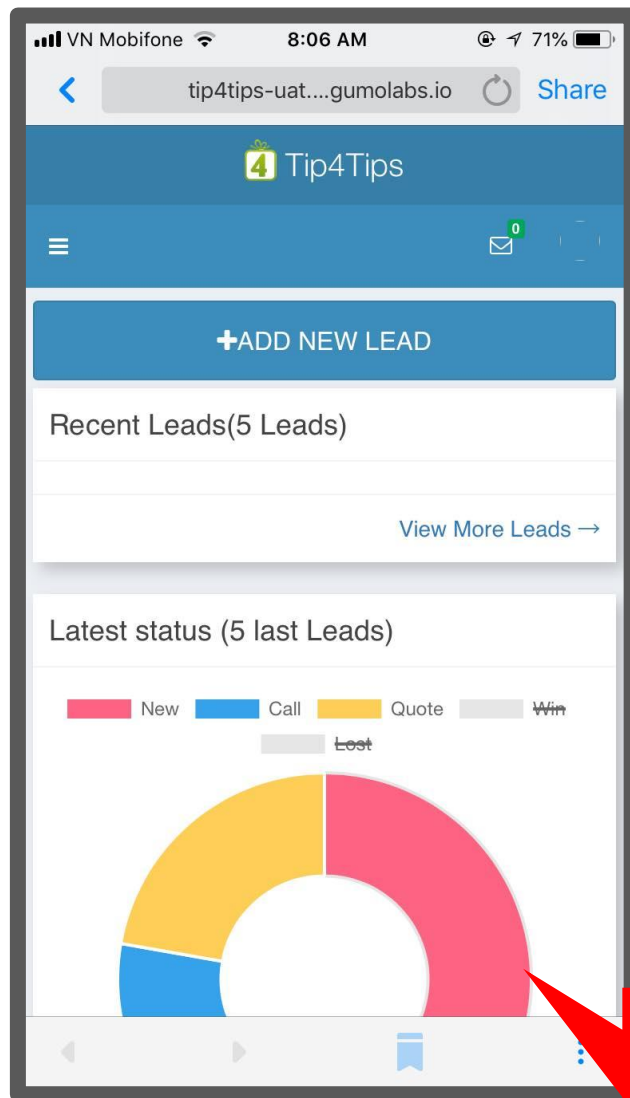 VN Mobifone 8:06 AM 71%
tip4tips-uat....gumolabs.io Share
4 Tip4Tips
0
+ADD NEW LEAD
Recent Leads(5 Leads)
View More Leads →
Latest status (5 last Leads)
New Call Quote Win
Lost